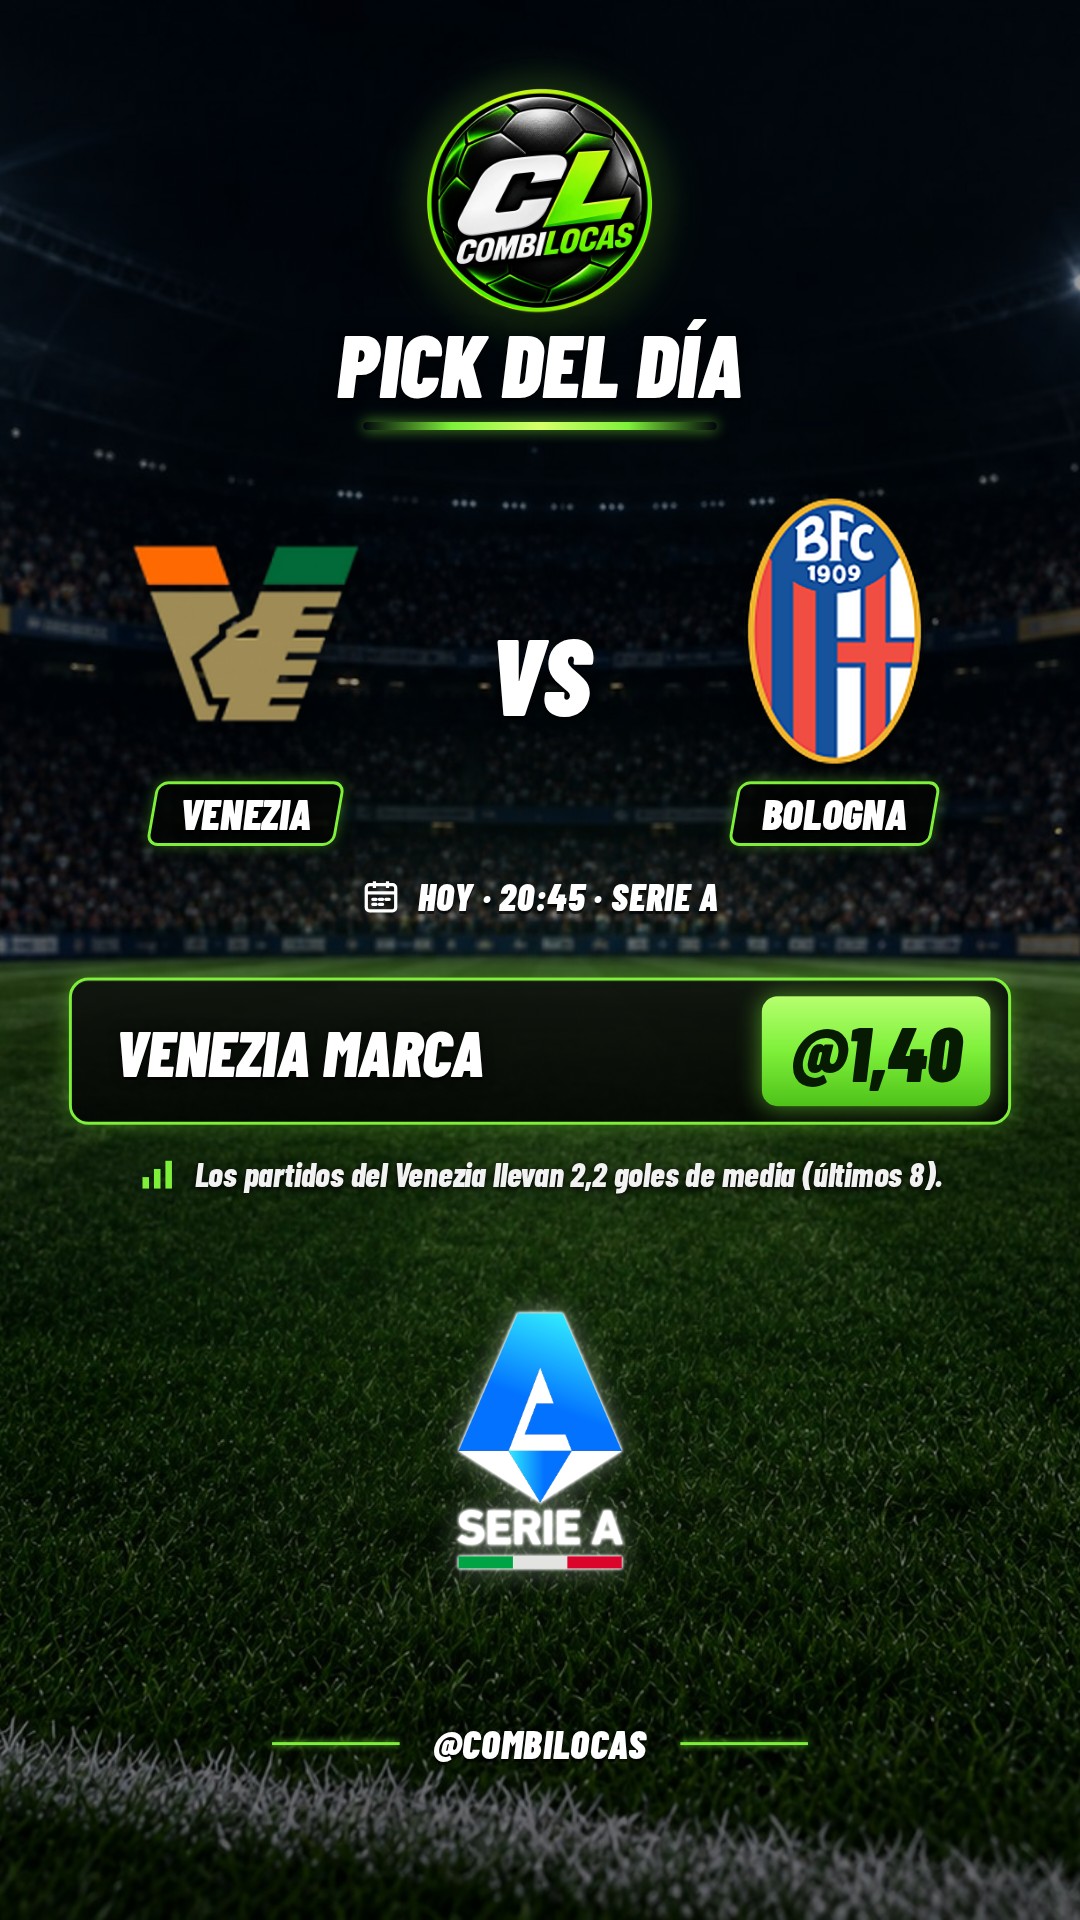 CL
COMBILOCAS
PICK DEL DÍA
BFC
1909
VS
VENEZIA
BOLOGNA
HOY · 20:45 · SERIE A
VENEZIA MARCA
@1,40
Los partidos del Venezia llevan 2,2 goles de media (últimos 8).
SERIE A
@COMBILOCAS